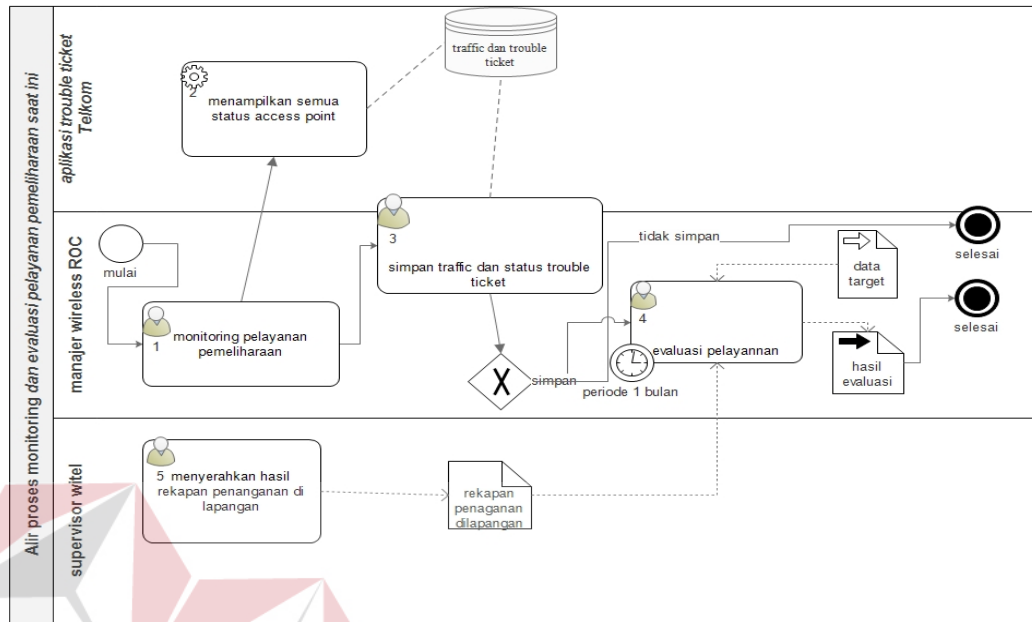 Alir proses monitoring dan evaluasi pelayanan pemeliharaan saat ini
aplikasi trouble ticket
Telkom
traffic dan trouble
ticket
2
menampilkan semua
status access point
manajer wireless ROC
mulai
1
monitoring pelayanan
pemeliharaan
3
simpan traffic dan status trouble
ticket
X
simpan
tidak simpan
4
evaluasi pelayannan
periode 1 bulan
data
target
hasil
evaluasi
selesai
selesai
supervisor witel
5 menyerahkan hasil
rekapan penanganan di
lapangan
rekapan
penaganan
dilapangan